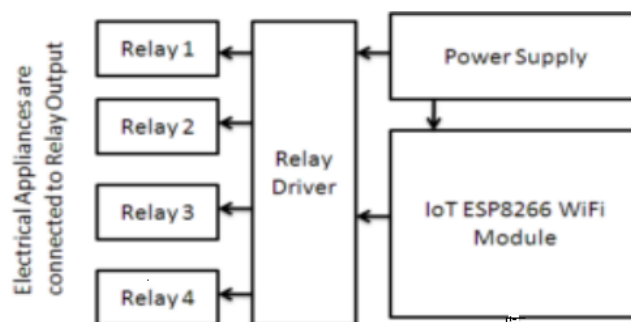 Electrical Appliances are
connected to Relay Output
Relay 1
Relay 2
Relay 3
Relay 4
Relay
Driver
Power Supply
IoT ESP8266 WiFi
Module